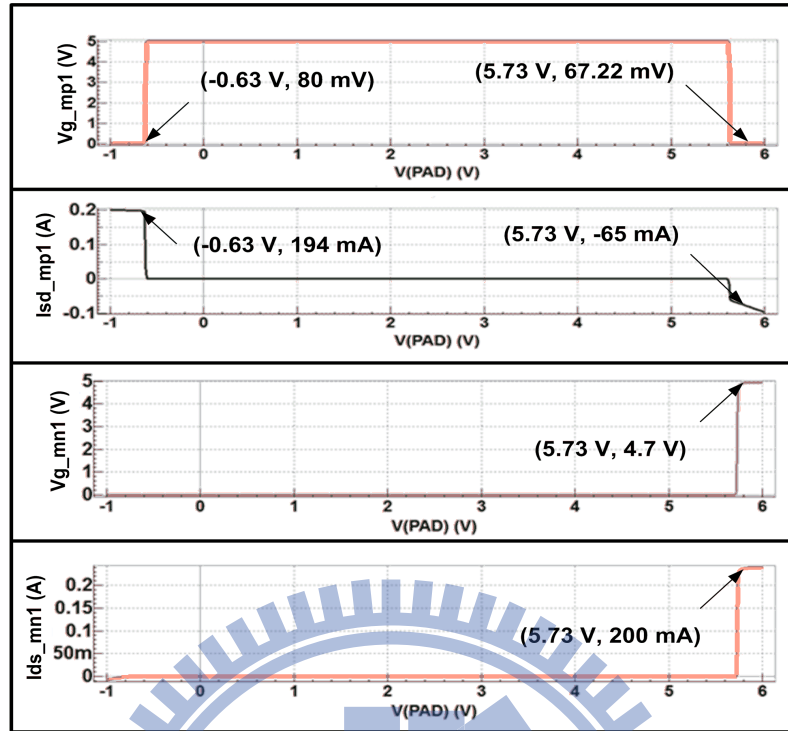 Vg_mp1 (V)
5
4
3
2
1
0
(-0.63 V, 80 mV)
(5.73 V, 67.22 mV)
-1 0 1 2 3 4 5 6
V(PAD) (V)
Isd_mp1 (A)
0.2
0.1
0
-0.1
(-0.63 V, 194 mA)
(5.73 V, -65 mA)
-1 0 1 2 3 4 5 6
V(PAD) (V)
Vg_mn1 (V)
5
4
3
2
1
0
(5.73 V, 4.7 V)
-1 0 1 2 3 4 5 6
V(PAD) (V)
Ids_mn1 (A)
0.2
0.15
0.1
50m
0
(5.73 V, 200 mA)
-1 0 1 2 3 4 5 6
V(PAD) (V)